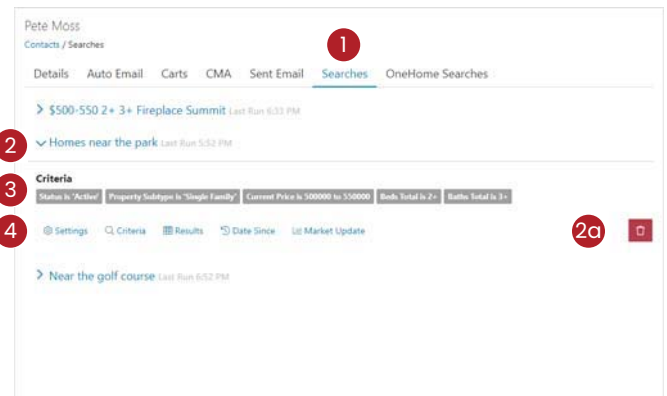 Pete Moss
Contacts / Searches
1
Details Auto Email Carts CMA Sent Email Searches OneHome Searches
$500-550 2+ 3+ Fireplace Summit Last Run 6:33 PM
2 Homes near the park Last Run 5:52 PM
Criteria
3 Status is "Active" Property Subtype is "Single Family" Current Price is 500000 to 550000 Beds Total is 2+ Baths Total is 3+
4 Settings Criteria Results Date Since Market Update 2a
Near the golf course Last Run 6:52 PM